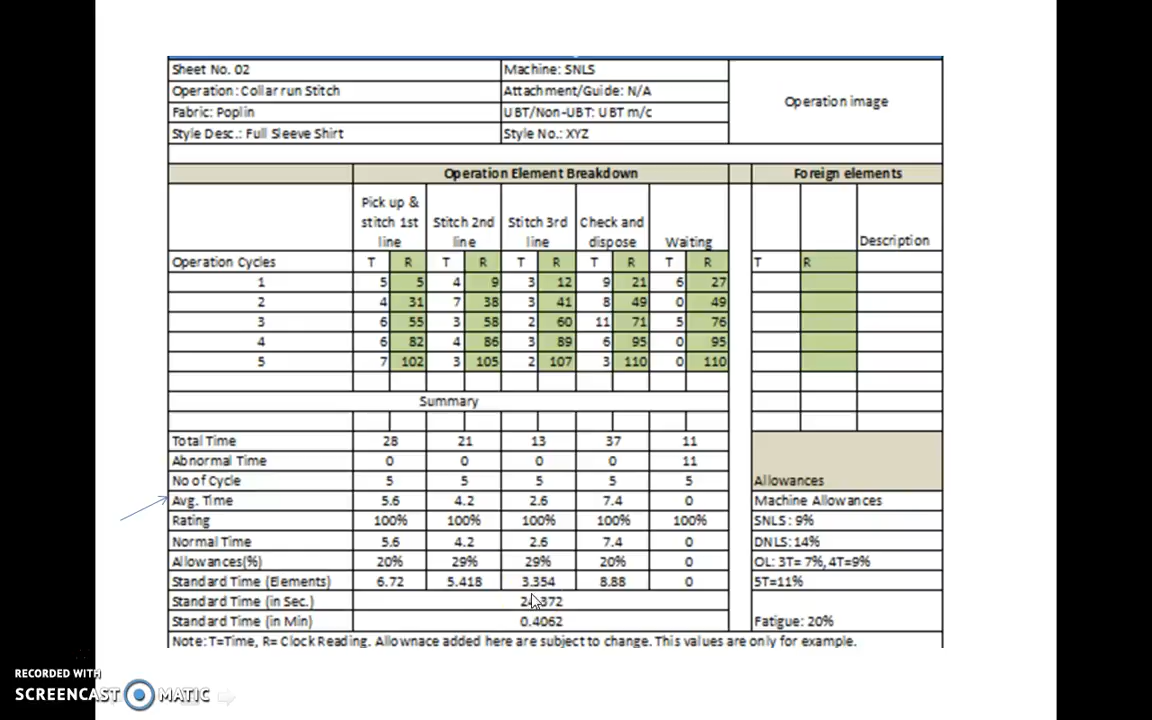 Sheet No. 02 Machine: SNLS
Operation: Collar run Stitch Attachment/Guide: N/A Operation image
Fabric: Poplin UBT/Non-UBT: UBT m/c
Style Desc.: Full Sleeve Shirt Style No.: XYZ
Operation Element Breakdown Foreign elements
Pick up &
stitch 1st Stitch 2nd Stitch 3rd Check and
line line line dispose Waiting Description
Operation Cycles T R T R T R T R T R T R
1 5 5 4 9 3 12 9 21 6 27
2 4 31 7 38 3 41 8 49 0 49
3 6 55 3 58 2 60 11 71 5 76
4 6 82 4 86 3 89 6 95 0 95
5 7 102 3 105 2 107 3 110 0 110
Summary
Total Time 28 21 13 37 11
Abnormal Time 0 0 0 0 11
No of Cycle 5 5 5 5 5 Allowances
Avg. Time 5.6 4.2 2.6 7.4 0 Machine Allowances
Rating 100% 100% 100% 100% 100% SNLS: 9%
Normal Time 5.6 4.2 2.6 7.4 0 DNLS: 14%
Allowances(%) 20% 29% 29% 20% 0 OL: 3T= 7%, 4T=9%
Standard Time (Elements) 6.72 5.418 3.354 8.88 0 5T=11%
Standard Time (in Sec.)
Standard Time (in Min) 0.4062 Fatigue: 20%
Note: T=Time, R= Clock Reading. Allownace added here are subject to change. This values are only for example.
RECORDED WITH
SCREENCAST MATIC